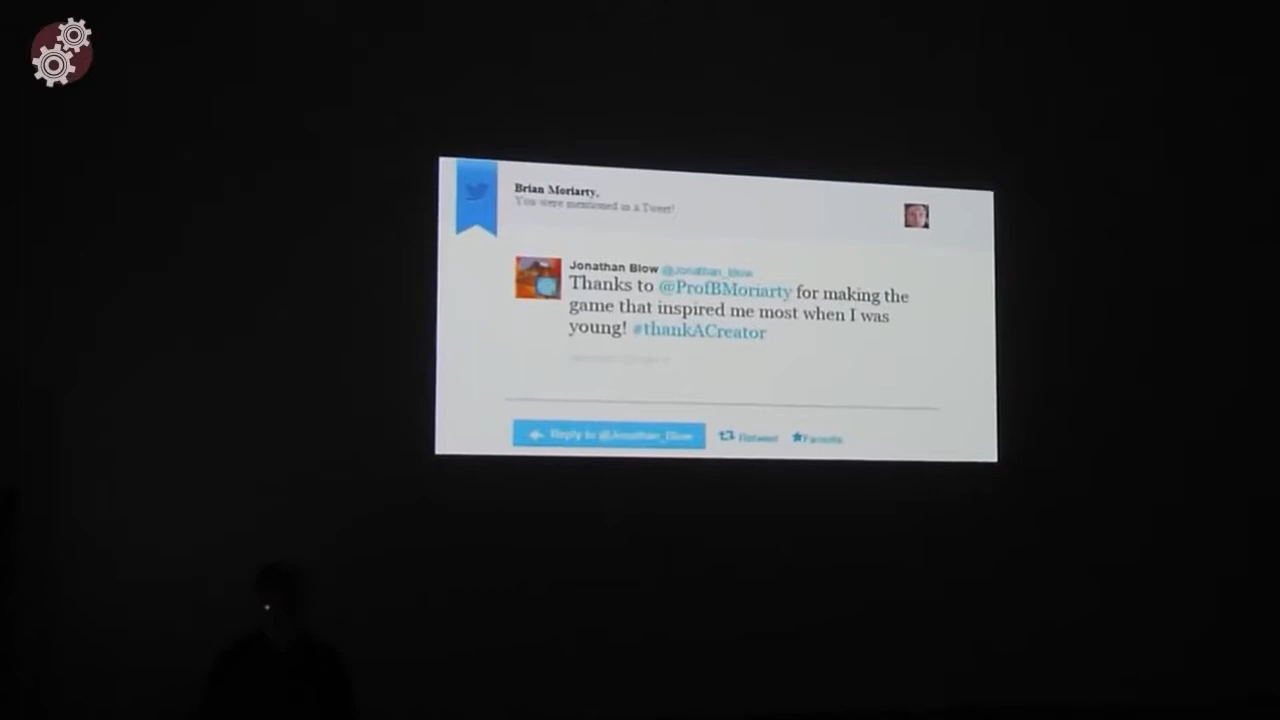 Brian Moriarty,
You were mentioned in a Tweet!
Jonathan Blow @Jonathan_Blow
Thanks to @ProfBMoriarty for making the
game that inspired me most when I was
young! #thankACreator
Reply to @Jonathan_Blow Retweet Favorite